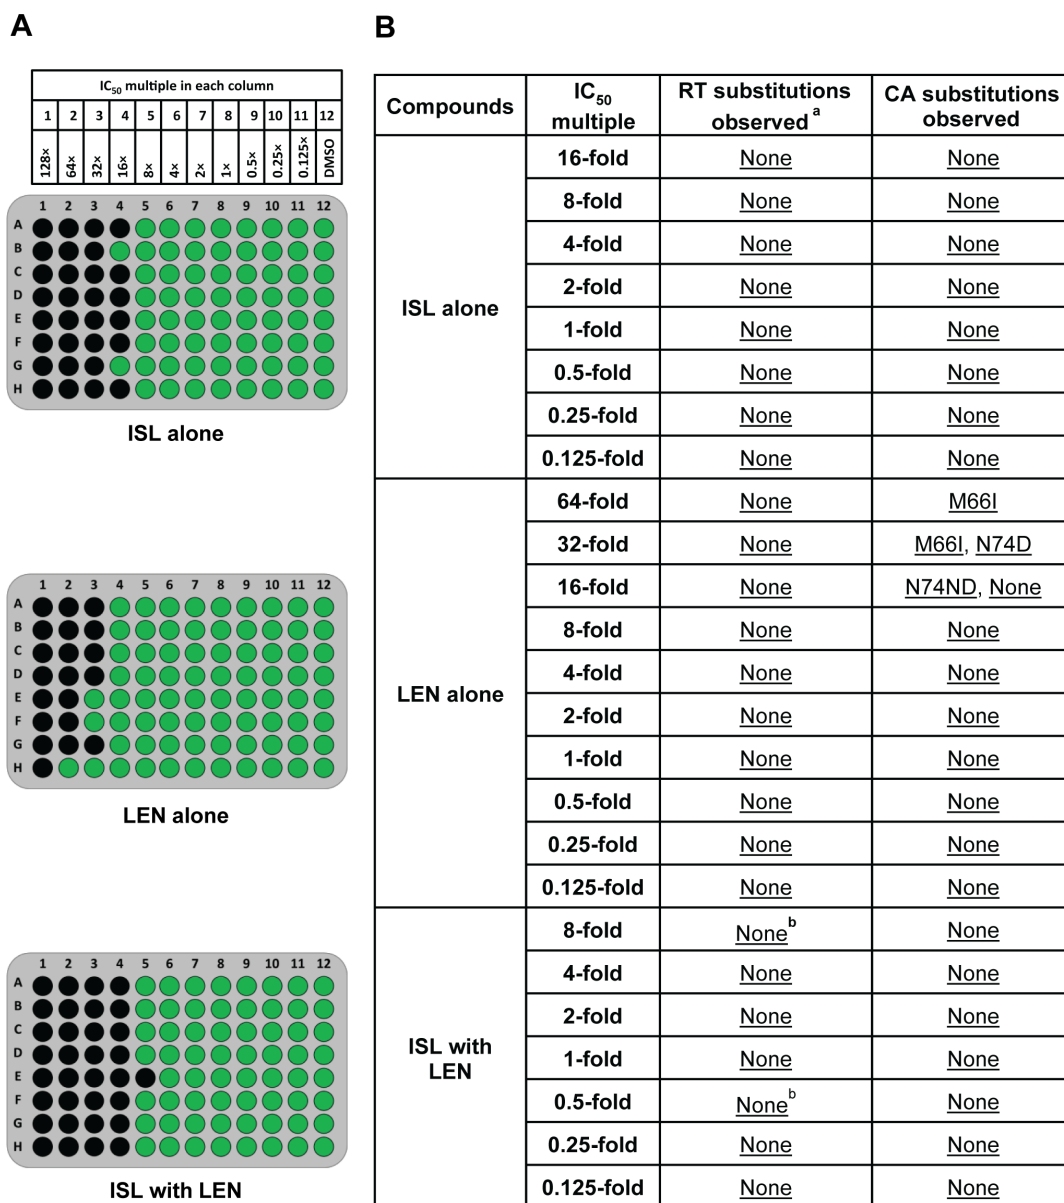 A
IC50 multiple in each column
1 2 3 4 5 6 7 8 9 10 11 12
128× 64× 32× 16× 8× 4× 2× 1× 0.5× 0.25× 0.125× DMSO
1 2 3 4 5 6 7 8 9 10 11 12
A
B
C
D
E
F
G
H
ISL alone
1 2 3 4 5 6 7 8 9 10 11 12
A
B
C
D
E
F
G
H
LEN alone
1 2 3 4 5 6 7 8 9 10 11 12
A
B
C
D
E
F
G
H
ISL with LEN
B
Compounds
IC50
multiple
RT substitutions
observed a
CA substitutions
observed
ISL alone
16-fold None None
8-fold None None
4-fold None None
2-fold None None
1-fold None None
0.5-fold None None
0.25-fold None None
0.125-fold None None
LEN alone
64-fold None M66I
32-fold None M66I, N74D
16-fold None N74ND, None
8-fold None None
4-fold None None
2-fold None None
1-fold None None
0.5-fold None None
0.25-fold None None
0.125-fold None None
ISL with
LEN
8-fold None b None
4-fold None None
2-fold None None
1-fold None None
0.5-fold None b None
0.25-fold None None
0.125-fold None None